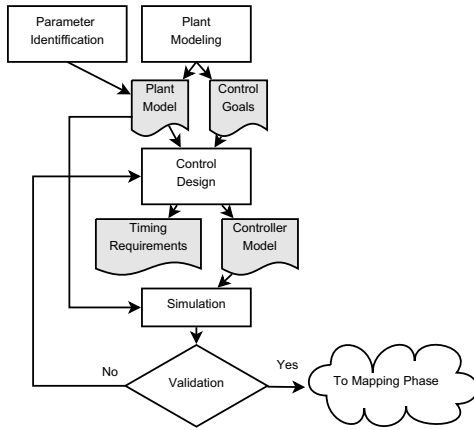 Parameter
Identiffication
Plant
Modeling
Plant
Model
Control
Goals
Control
Design
Timing
Requirements
Controller
Model
Simulation
Validation
No
Yes
To Mapping Phase